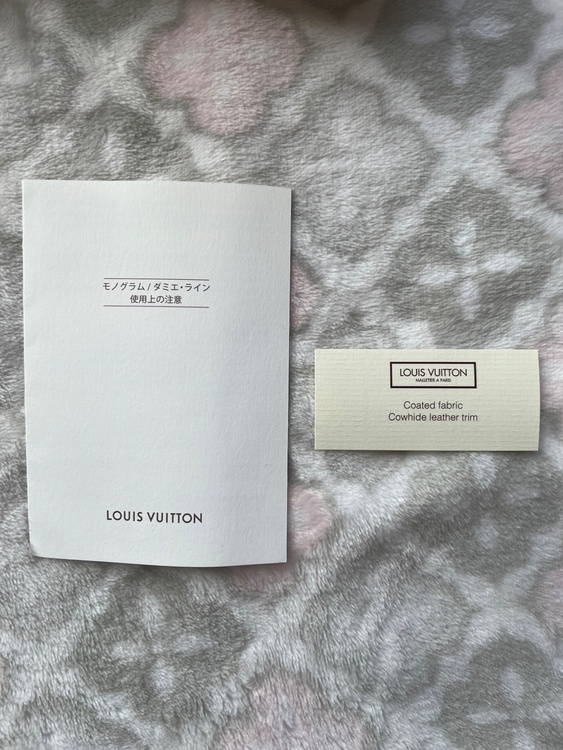 モノグラム / ダミエ・ライン
使用上の注意
LOUIS VUITTON
LOUIS VUITTON
MALLETIER A PARIS
Coated fabric
Cowhide leather trim